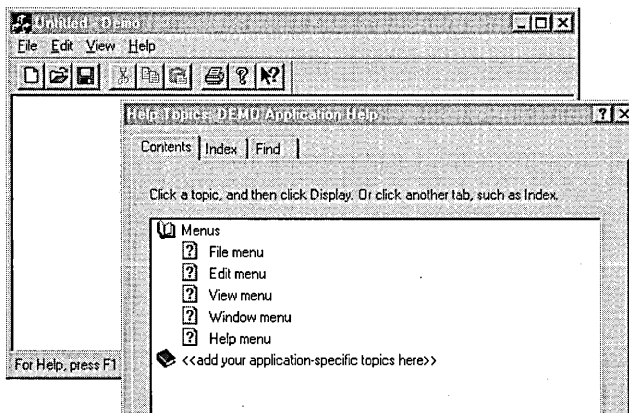 Untitled - Demo
File Edit View Help
Help Topics: DEMO Application Help
Contents Index Find
Click a topic, and then click Display. Or click another tab, such as Index.
Menus
File menu
Edit menu
View menu
Window menu
Help menu
<<add your application-specific topics here>>
For Help, press F1